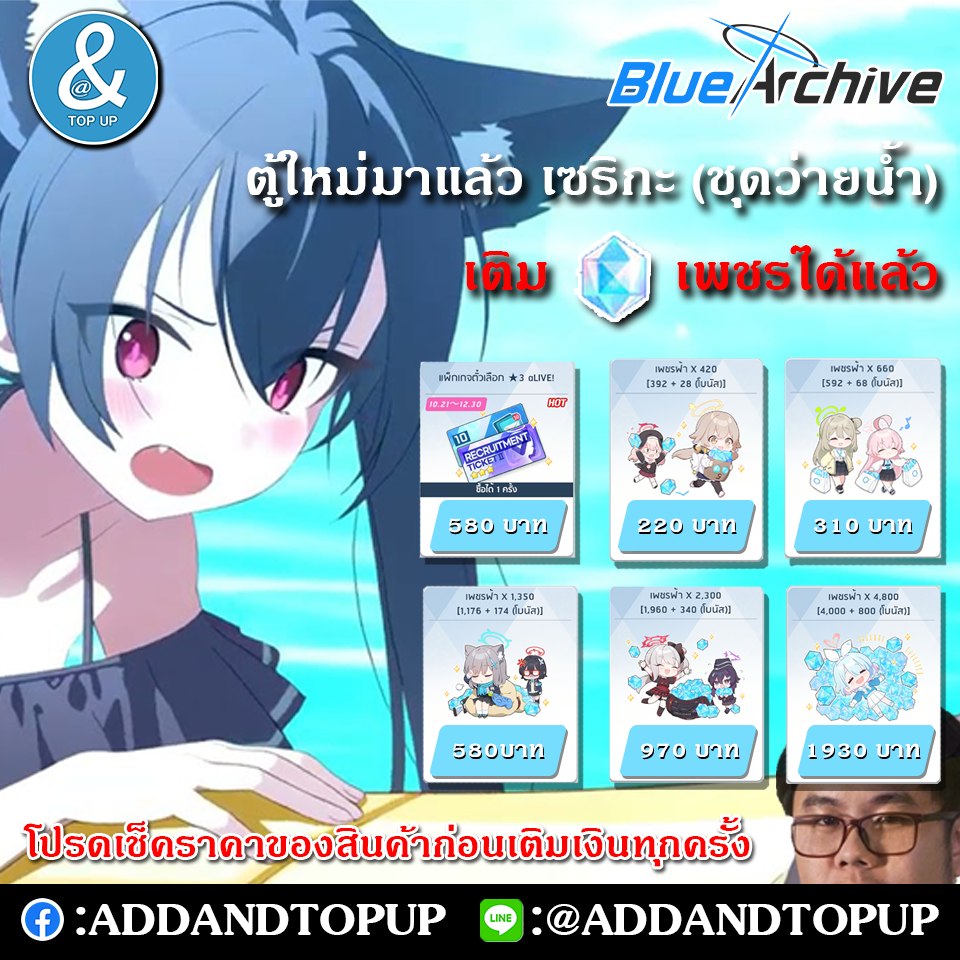 &
@
TOP UP
Blue Archive
ตู้ใหม่มาแล้ว เซริกะ (ชุดว่ายน้ำ)
เติม เพชรได้แล้ว
แพ็กเกจตั๋วเลือก ★3 αLIVE!
10.21～12.30
HOT
10
RECRUITMENT
TICKET
ซื้อได้ 1 ครั้ง
580 บาท
เพชรฟ้า X 420
[392 + 28 (โบนัส)]
220 บาท
เพชรฟ้า X 660
[592 + 68 (โบนัส)]
310 บาท
เพชรฟ้า X 1,350
[1,176 + 174 (โบนัส)]
580บาท
เพชรฟ้า X 2,300
[1,960 + 340 (โบนัส)]
970 บาท
เพชรฟ้า X 4,800
[4,000 + 800 (โบนัส)]
1930 บาท
โปรดเช็คราคาของสินค้าก่อนเติมเงินทุกครั้ง
:ADDANDTOPUP
LINE
:@ADDANDTOPUP